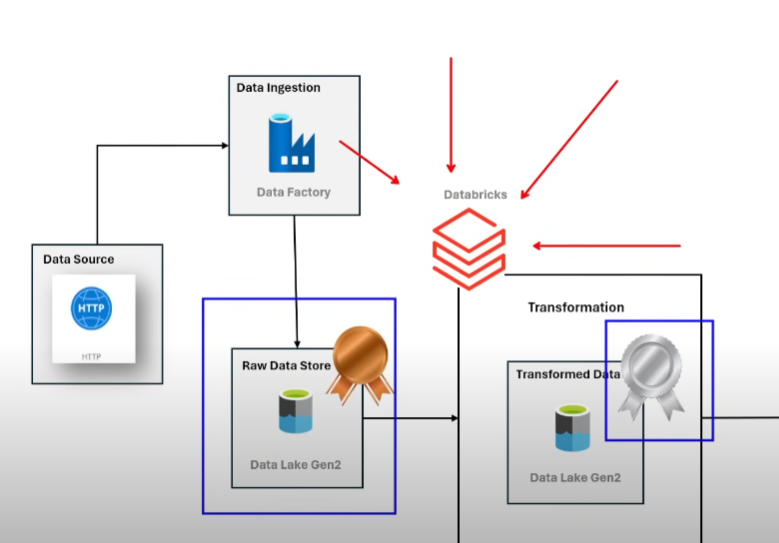 Data Ingestion
Data Factory
Databricks
Data Source
HTTP
HTTP
Transformation
Raw Data Store
Transformed Data
Data Lake Gen2
Data Lake Gen2